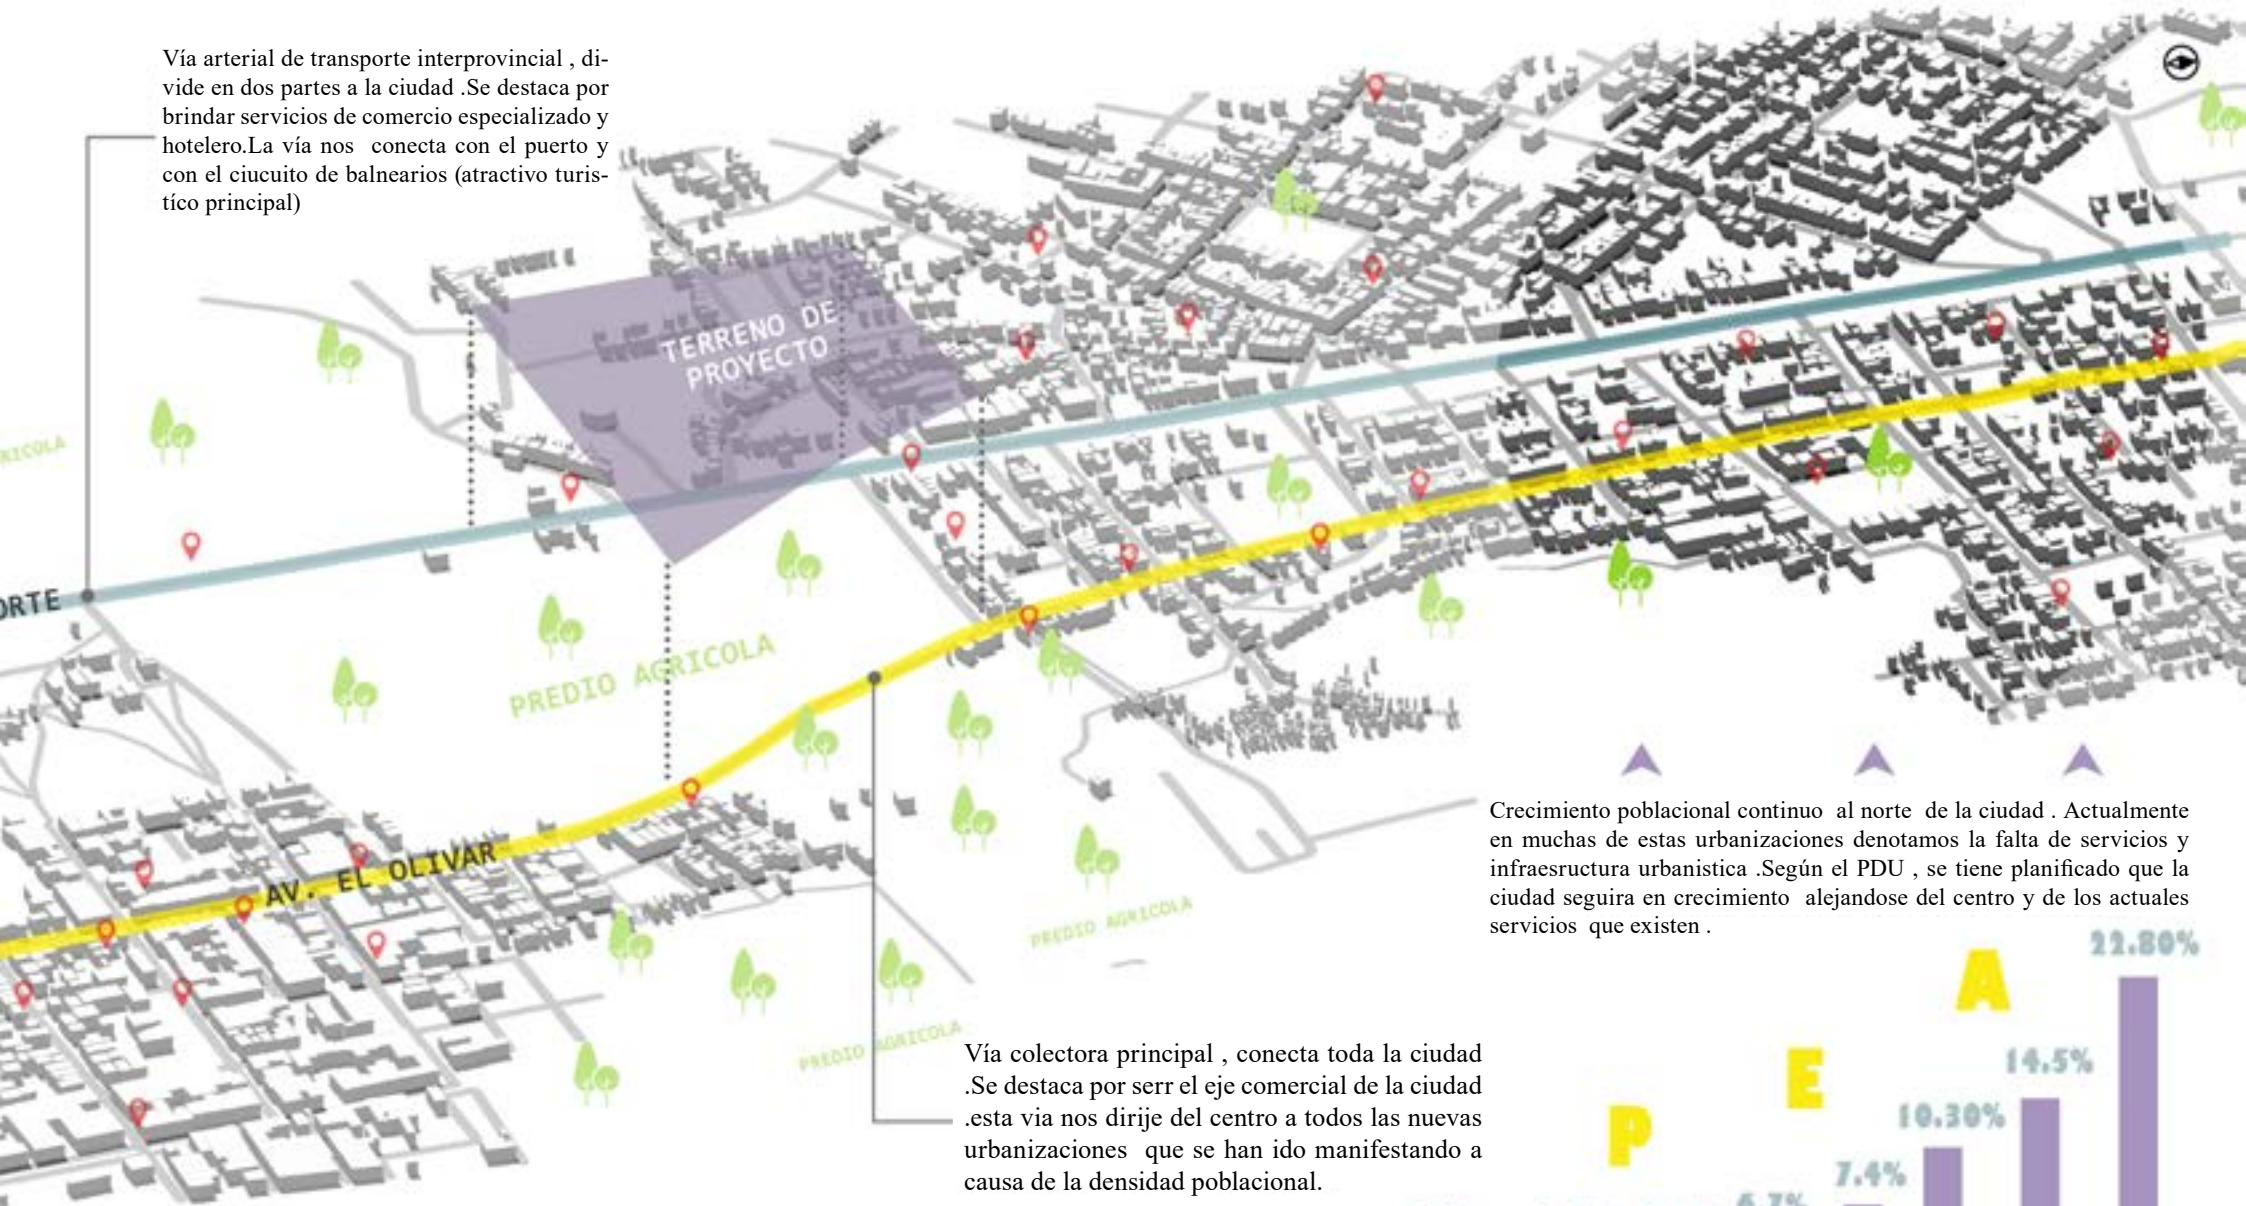 Vía arterial de transporte interprovincial , di-
vide en dos partes a la ciudad .Se destaca por
brindar servicios de comercio especializado y
hotelero.La vía nos conecta con el puerto y
con el ciucuito de balnearios (atractivo turis-
tíco principal)
TERRENO DE
PROYECTO
RICOLA
ORTE
PREDIO AGRICOLA
AV. EL OLIVAR
PREDIO AGRICOLA
PREDIO AGRICOLA
Crecimiento poblacional continuo al norte de la ciudad . Actualmente
en muchas de estas urbanizaciones denotamos la falta de servicios y
infraesructura urbanistica .Según el PDU , se tiene planificado que la
ciudad seguira en crecimiento alejandose del centro y de los actuales
servicios que existen .
Vía colectora principal , conecta toda la ciudad
.Se destaca por serr el eje comercial de la ciudad
.esta via nos dirije del centro a todos las nuevas
urbanizaciones que se han ido manifestando a
causa de la densidad poblacional.
22.80%
A
14.5%
E
10.30%
P
7.4%